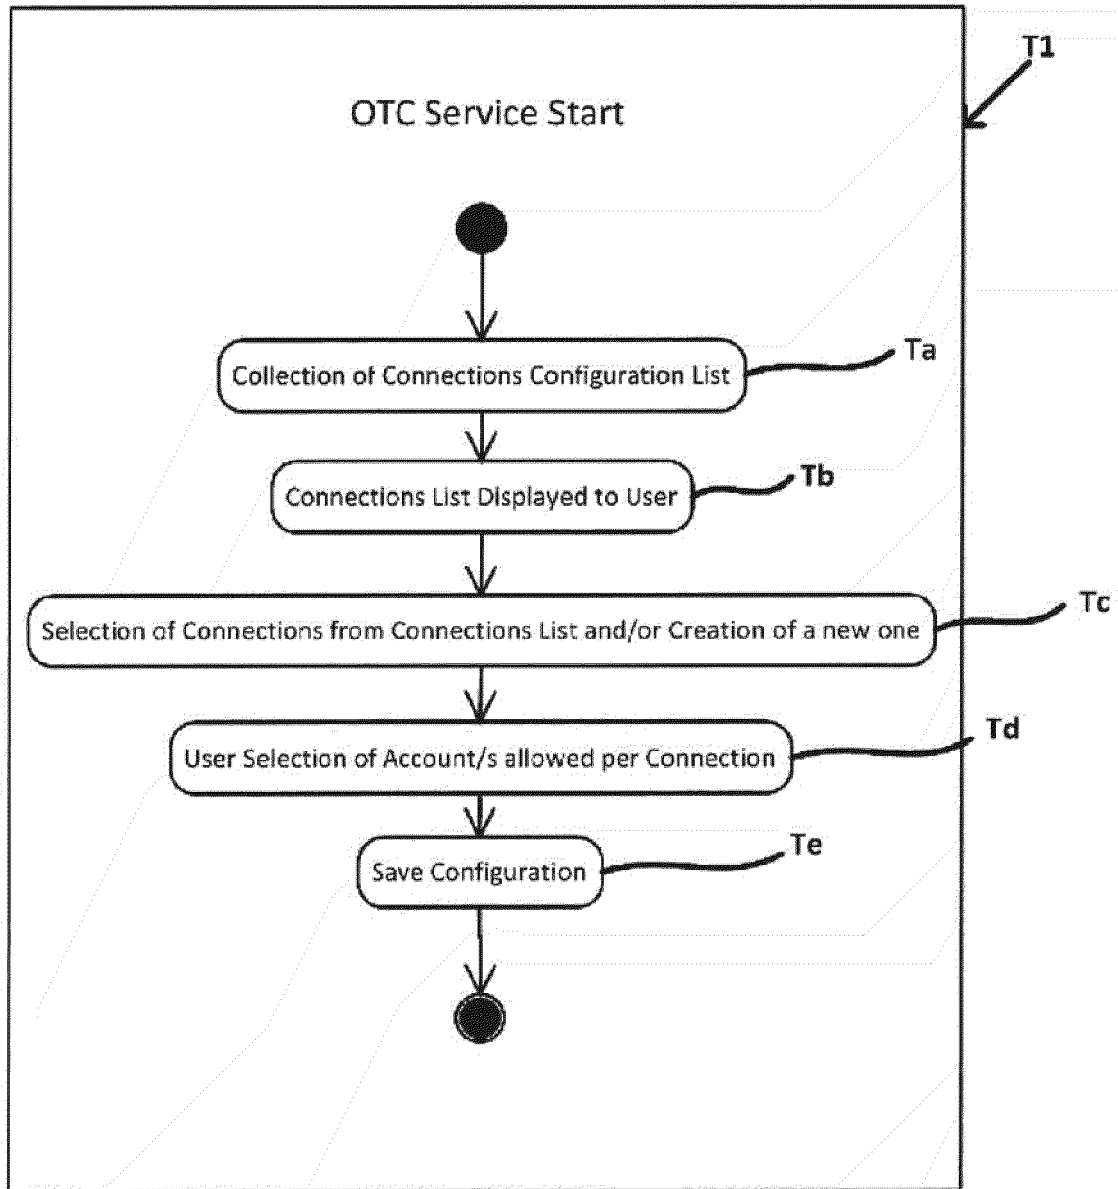 T1
OTC Service Start
Ta
Collection of Connections Configuration List
Tb
Connections List Displayed to User
Tc
Selection of Connections from Connections List and/or Creation of a new one
Td
User Selection of Account/s allowed per Connection
Te
Save Configuration